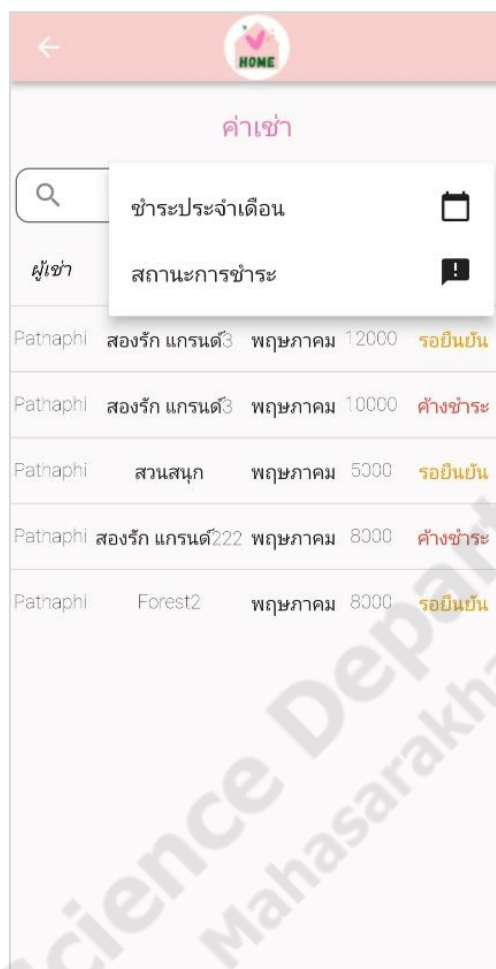 HOME
ค่าเช่า
ชำระประจำเดือน
ผู้เช่า สถานะการชำระ
Pathaphi สองรัก แกรนด์3 พฤษภาคม 12000 รอยืนยัน
Pathaphi สองรัก แกรนด์3 พฤษภาคม 10000 ค้างชำระ
Pathaphi สวนสนุก พฤษภาคม 5000 รอยืนยัน
Pathaphi สองรัก แกรนด์222 พฤษภาคม 8000 ค้างชำระ
Pathaphi Forest2 พฤษภาคม 8000 รอยืนยัน